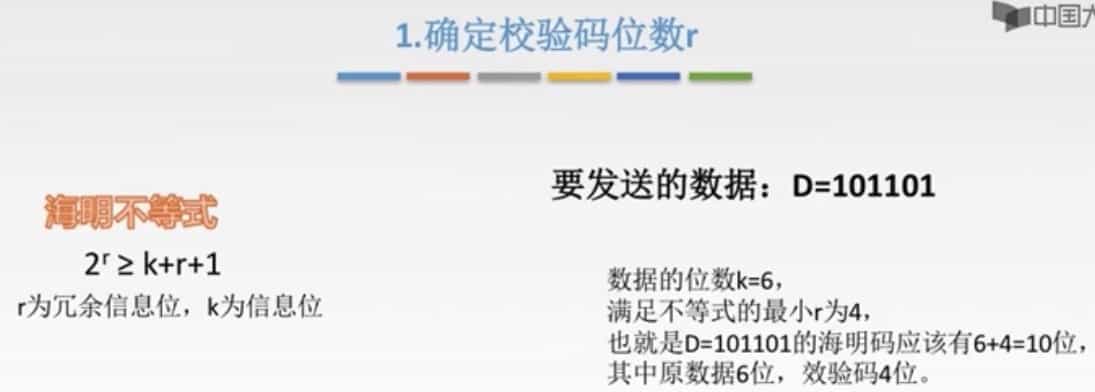 中国大
1.确定校验码位数r
要发送的数据：D=101101
海明不等式
2ʳ ≥ k+r+1
r为冗余信息位，k为信息位
数据的位数k=6，
满足不等式的最小r为4，
也就是D=101101的海明码应该有6+4=10位，
其中原数据6位，效验码4位。